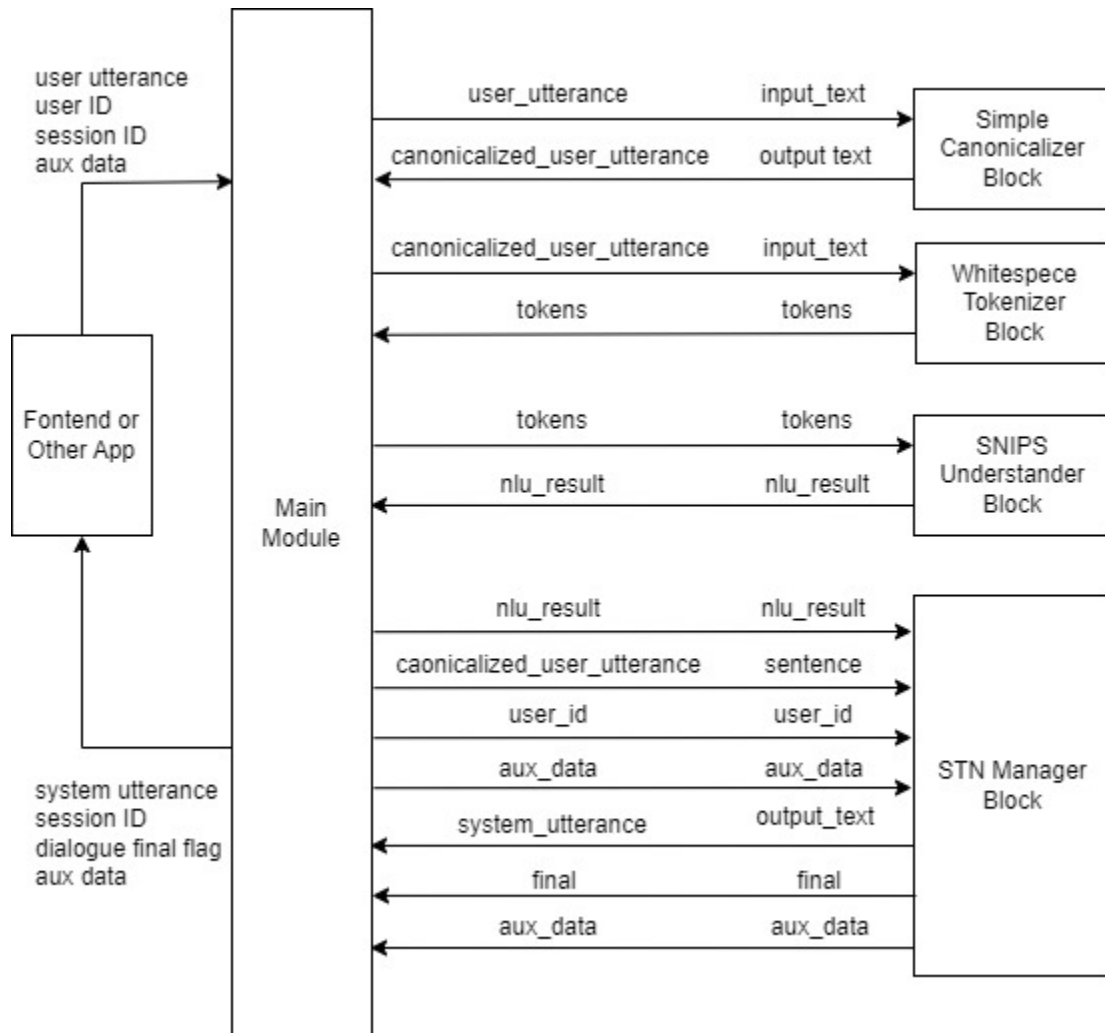 user utterance
user ID
session ID
aux data
Fontend or
Other App
system utterance
session ID
dialogue final flag
aux data
Main
Module
user_utterance input_text
canonicalized_user_utterance output text
Simple
Canonicalizer
Block
canonicalized_user_utterance input_text
tokens tokens
Whitespece
Tokenizer
Block
tokens tokens
nlu_result nlu_result
SNIPS
Understander
Block
nlu_result nlu_result
caonicalized_user_utterance sentence
user_id user_id
aux_data aux_data
system_utterance output_text
final final
aux_data aux_data
STN Manager
Block